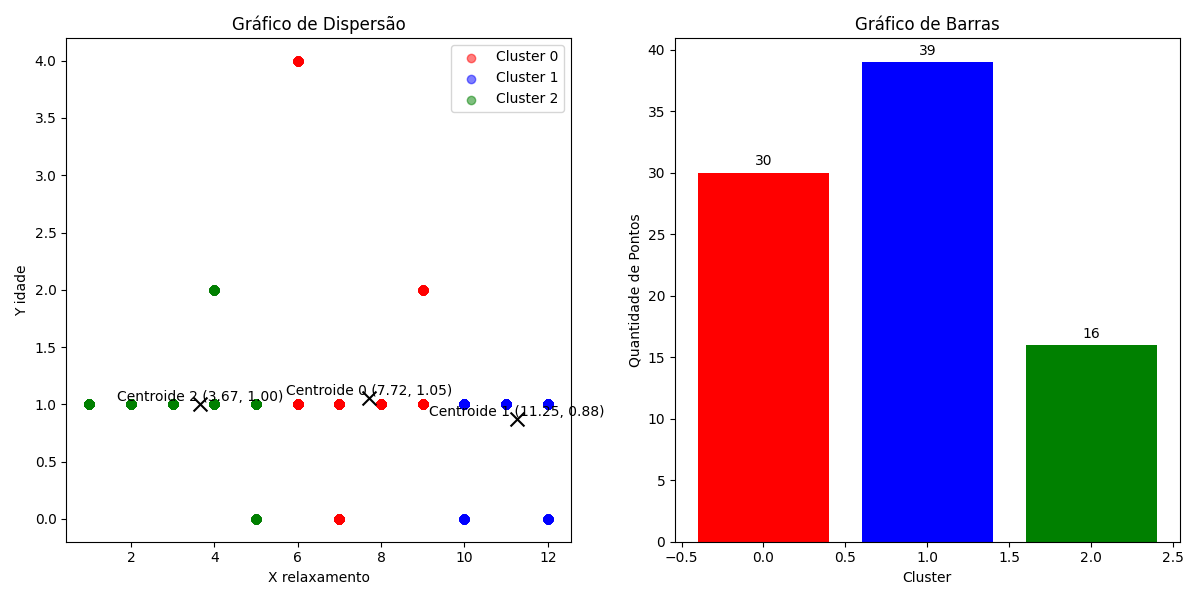 Gráfico de Dispersão
Cluster 0
Cluster 1
Cluster 2
4.0
3.5
3.0
2.5
2.0
1.5
1.0
0.5
0.0
Y idade
Centroide 2 (3.67, 1.00)
Centroide 0 (7.72, 1.05)
Centroide 1 (11.25, 0.88)
2 4 6 8 10 12
X relaxamento
Gráfico de Barras
40
35
30
25
20
15
10
5
0
Quantidade de Pontos
30
39
16
−0.5 0.0 0.5 1.0 1.5 2.0 2.5
Cluster